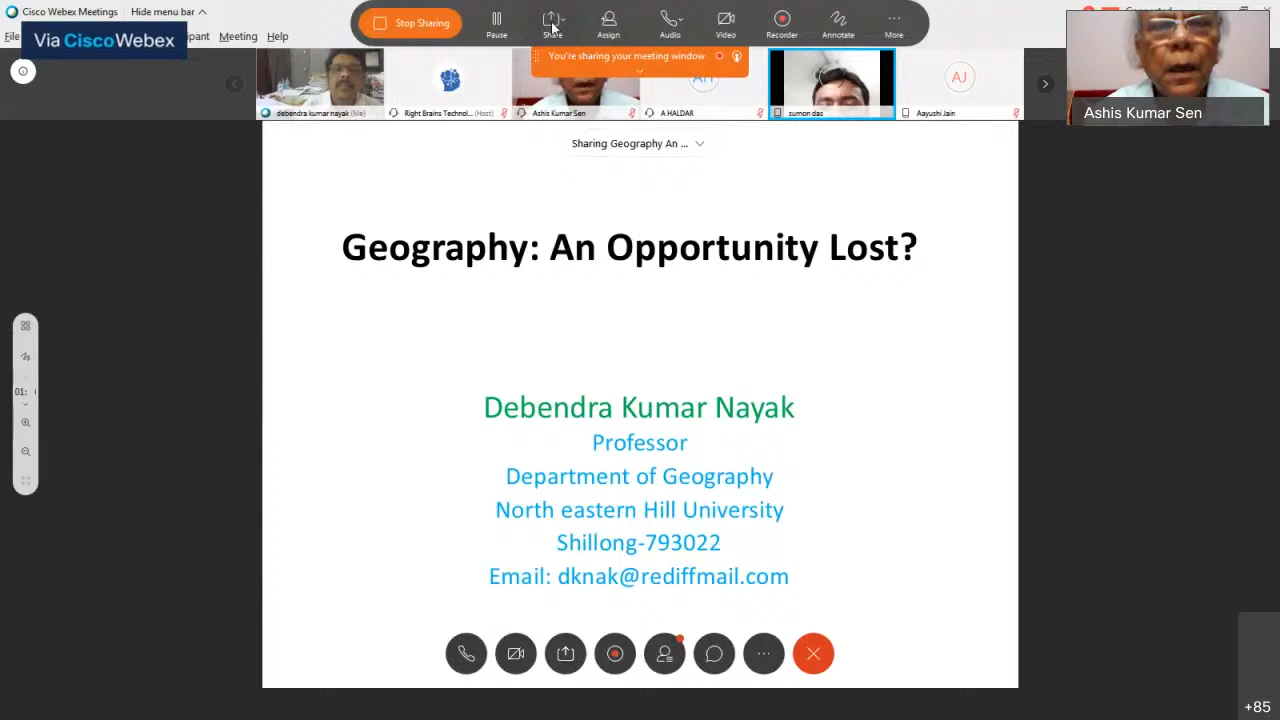 Cisco Webex Meetings
Hide menu bar
Stop Sharing
Pause
Share
Assign
Audio
Video
Recorder
Annotate
More
Connected
File
Via CiscoWebex
Meeting
Help
You're sharing your meeting window
AH
AJ
debendra kumar nayak (Me)
Right Brains Technol... (Host)
Ashis Kumar Sen
A HALDAR
sumon das
Aayushi Jain
Ashis Kumar Sen
Sharing Geography An ...
Geography: An Opportunity Lost?
Debendra Kumar Nayak
Professor
Department of Geography
North eastern Hill University
Shillong-793022
Email: dknak@rediffmail.com
01:
+85